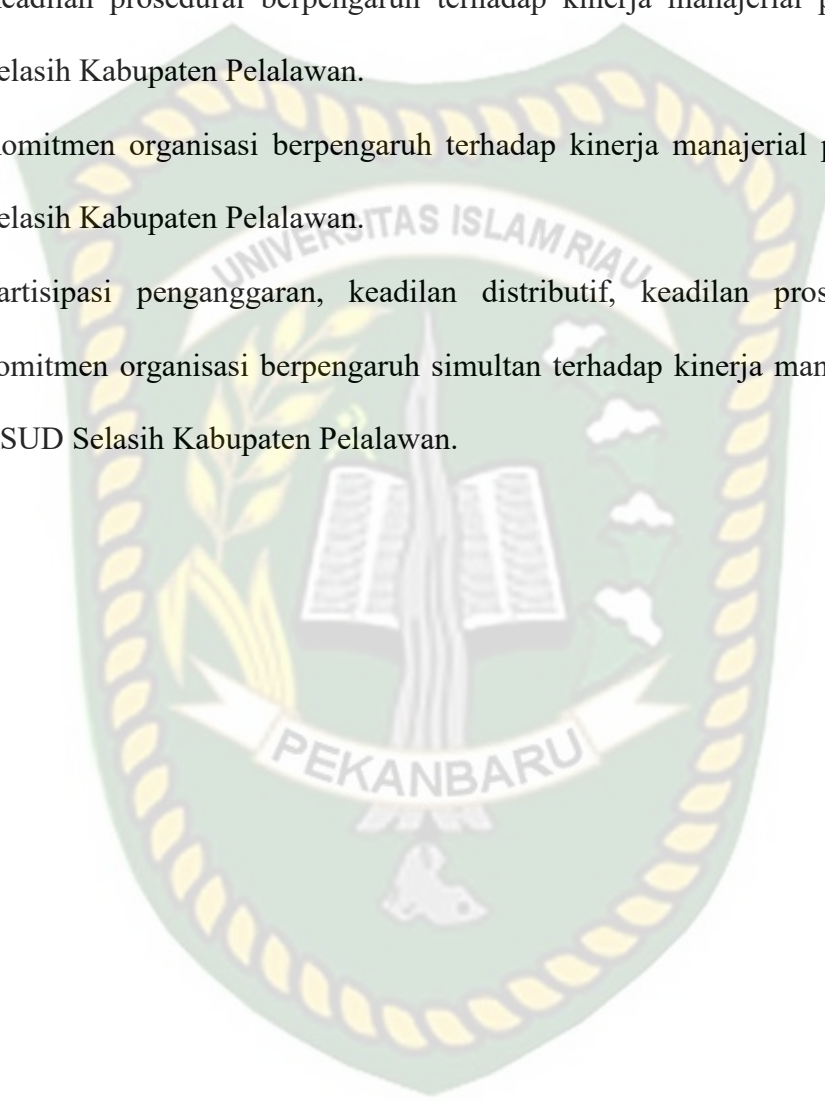 eadilan prosedural berpengaruh terhadap kinerja manajerial p
elasih Kabupaten Pelalawan.
omitmen organisasi berpengaruh terhadap kinerja manajerial p
elasih Kabupaten Pelalawan.
artisipasi penganggaran, keadilan distributif, keadilan pros
omitmen organisasi berpengaruh simultan terhadap kinerja man
SUD Selasih Kabupaten Pelalawan.
UNIVERSITAS ISLAM RIAU
PEKANBARU